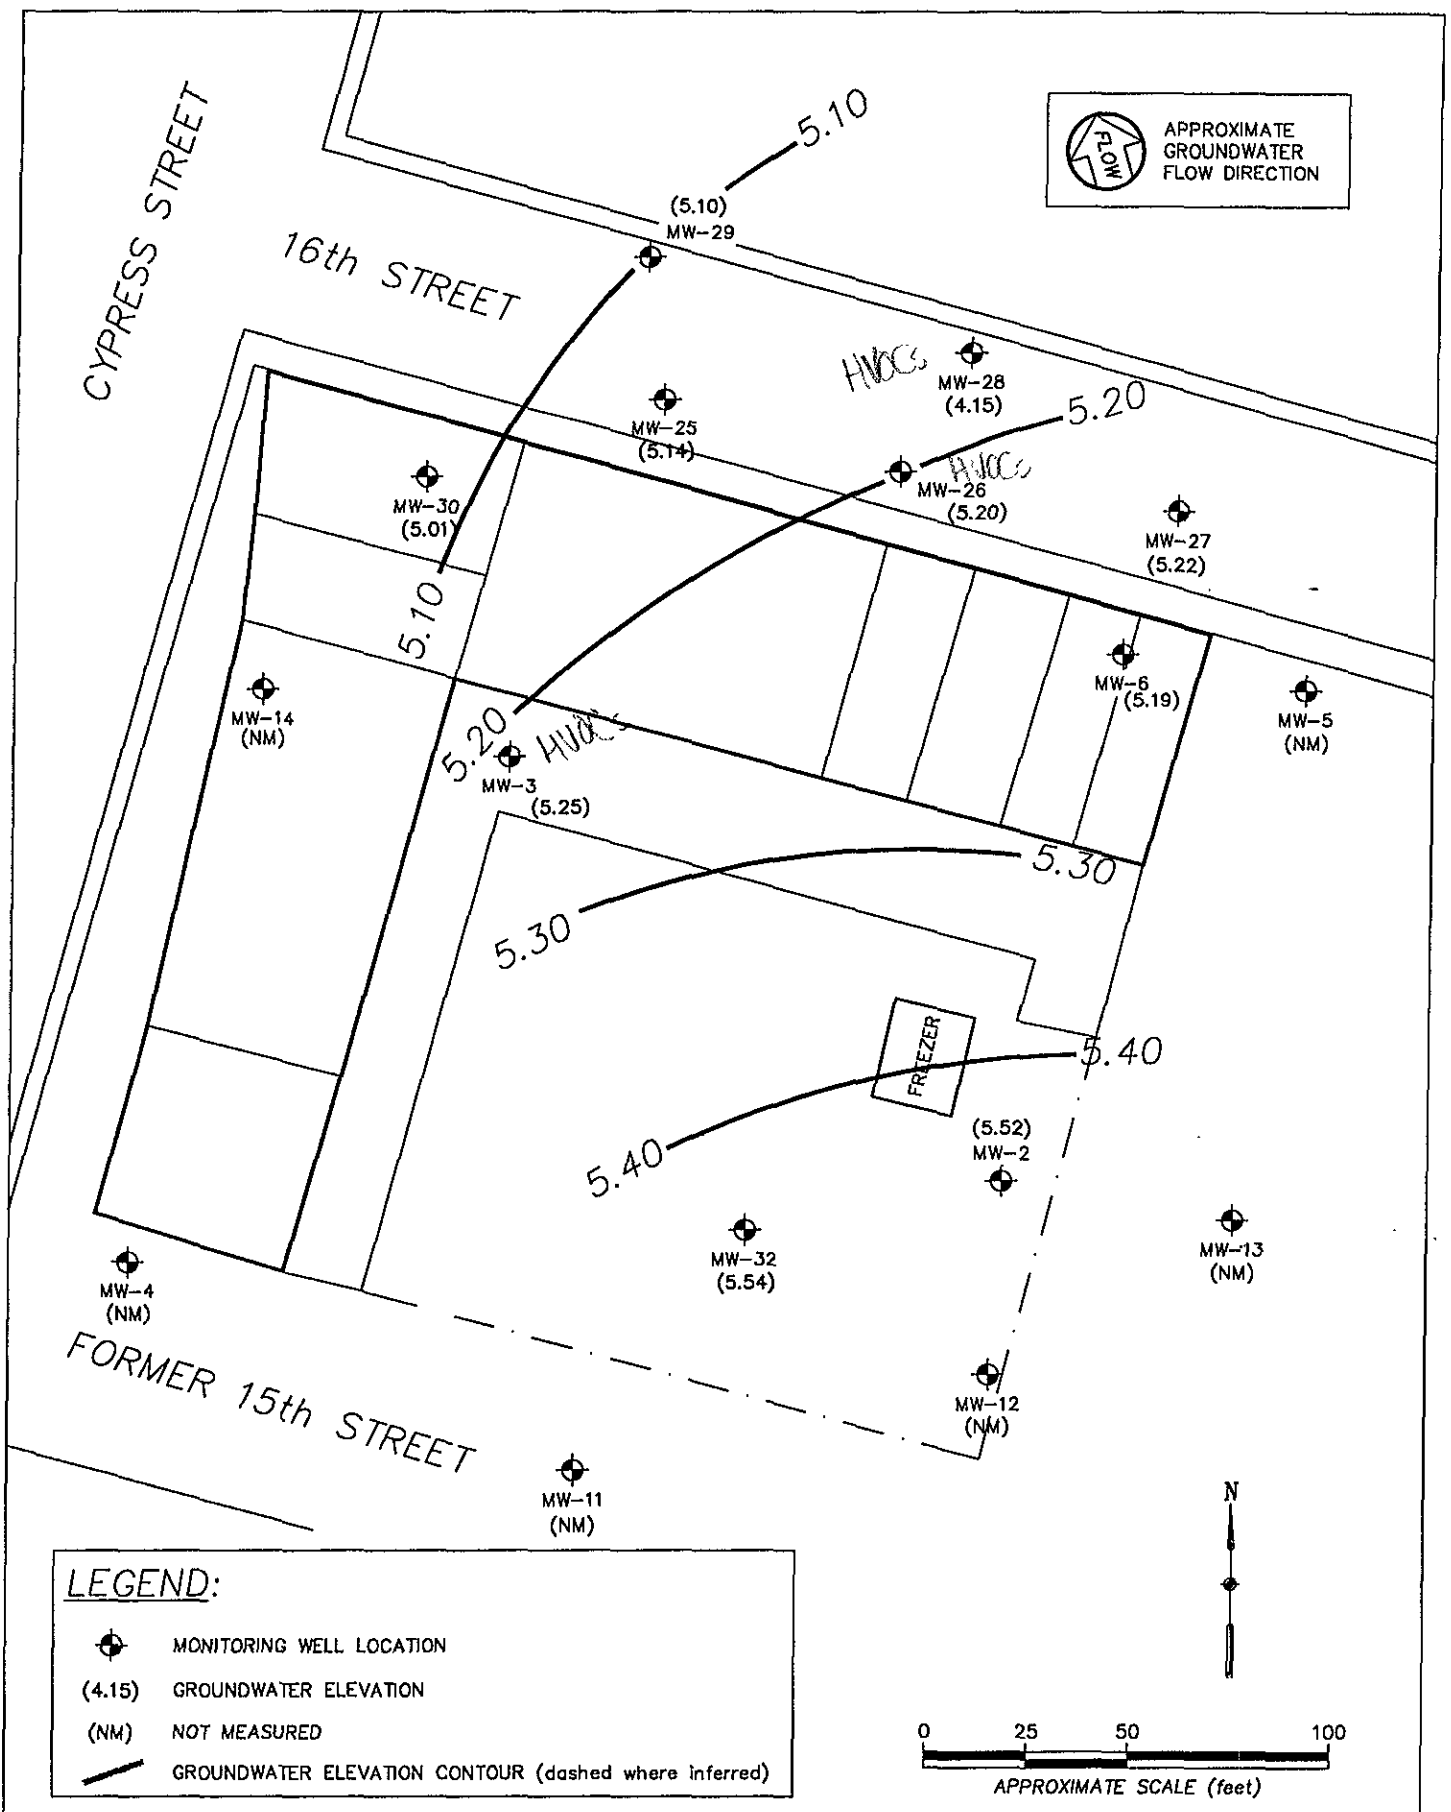 5.10
APPROXIMATE
GROUNDWATER
FLOW DIRECTION
FLOW
CYPRESS STREET
16th STREET
(5.10)
MW-29
HVOCs
MW-28
(4.15)
5.20
MW-25
(5.14)
HVOCs
MW-26
(5.20)
MW-30
(5.01)
MW-27
(5.22)
5.10
MW-6
(5.19)
MW-5
(NM)
MW-14
(NM)
5.20
HVOCs
MW-3
(5.25)
5.30
5.30
FREEZER
5.40
5.40
(5.52)
MW-2
MW-32
(5.54)
MW-13
(NM)
MW-4
(NM)
FORMER 15th STREET
MW-12
(NM)
MW-11
(NM)
N
LEGEND:
MONITORING WELL LOCATION
(4.15) GROUNDWATER ELEVATION
(NM) NOT MEASURED
GROUNDWATER ELEVATION CONTOUR (dashed where inferred)
0 25 50 100
APPROXIMATE SCALE (feet)